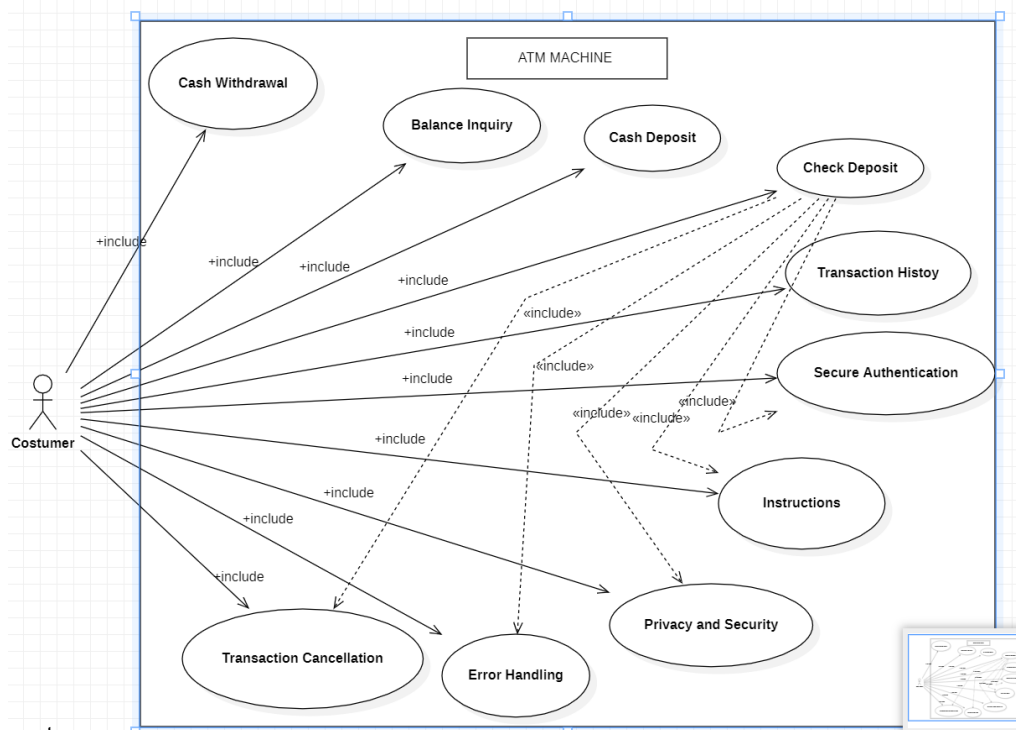 ATM MACHINE
Cash Withdrawal
Balance Inquiry
Cash Deposit
Check Deposit
+include
+include
+include
+include
Transaction Histoy
«include»
+include
«include»
Secure Authentication
+include
«include»
«include»
«include»
Costumer
+include
+include
Instructions
+include
+include
Privacy and Security
Transaction Cancellation
Error Handling